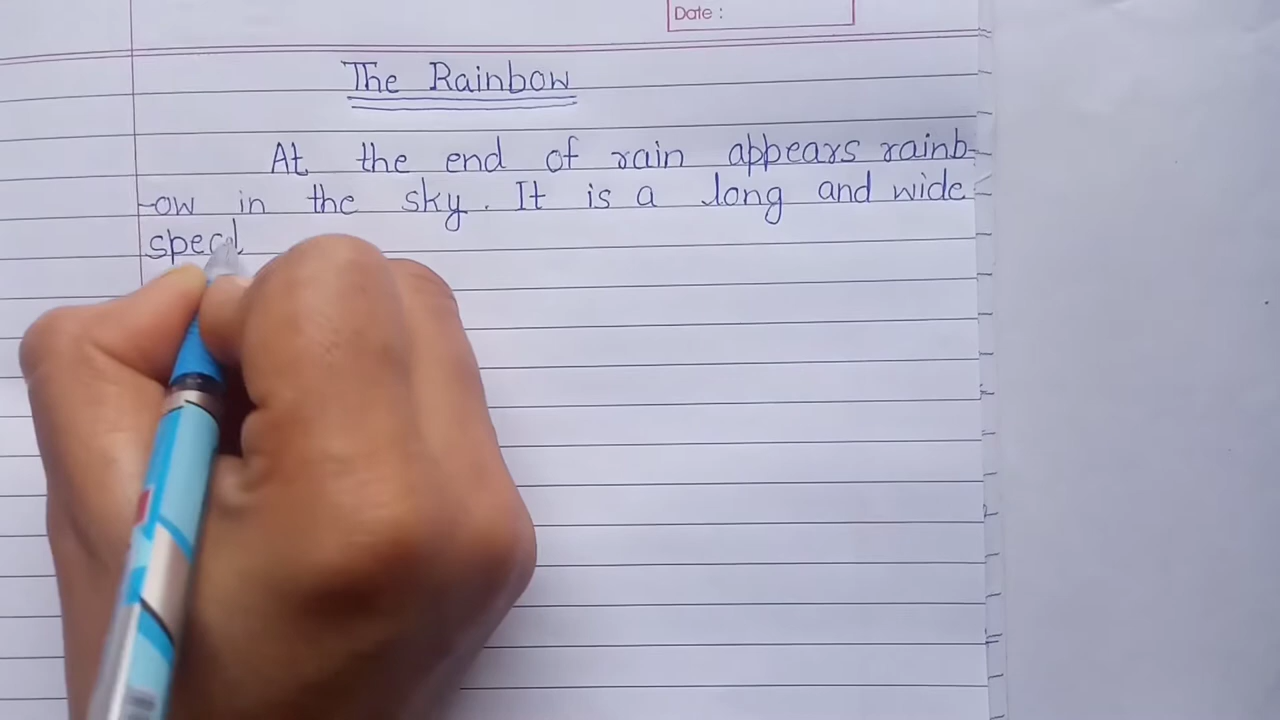 Date :
The Rainbow
At the end of rain appears rainb-
-ow in the sky. It is a long and wide